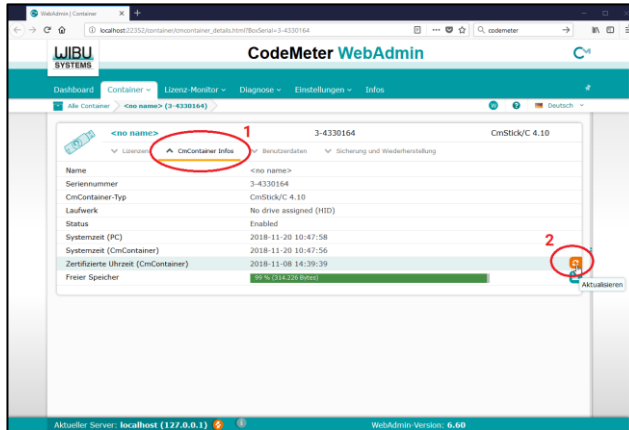 WebAdmin | Container
localhost:22352/container/cmcontainer_details.html?BoxSerial=3-4330164
codemeter
WIBU
SYSTEMS
CodeMeter WebAdmin
Dashboard Container Lizenz-Monitor Diagnose Einstellungen Infos
Alle Container <no name> (3-4330164) Deutsch
<no name> 3-4330164 CmStick/C 4.10
1
Lizenzen CmContainer Infos Benutzerdaten Sicherung und Wiederherstellung
Name <no name>
Seriennummer 3-4330164
CmContainer-Typ CmStick/C 4.10
Laufwerk No drive assigned (HID)
Status Enabled
Systemzeit (PC) 2018-11-20 10:47:58
Systemzeit (CmContainer) 2018-11-20 10:47:56
2
Zertifizierte Uhrzeit (CmContainer) 2018-11-08 14:39:39
Freier Speicher 99 % (314.226 Bytes)
Aktualisieren
Aktueller Server: localhost (127.0.0.1) WebAdmin-Version: 6.60